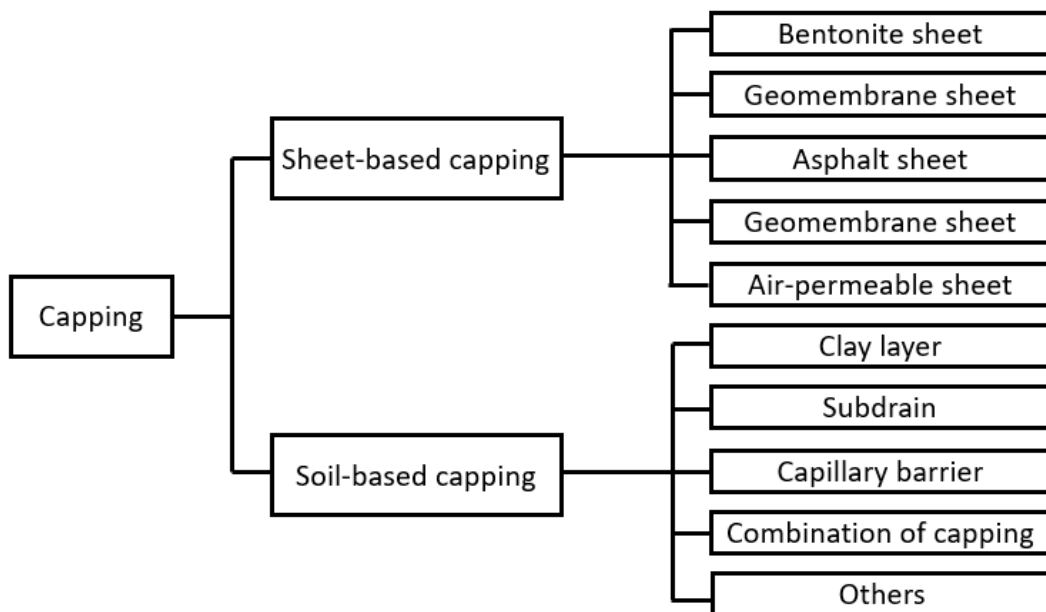 Capping
Sheet-based capping
Bentonite sheet
Geomembrane sheet
Asphalt sheet
Geomembrane sheet
Air-permeable sheet
Soil-based capping
Clay layer
Subdrain
Capillary barrier
Combination of capping
Others